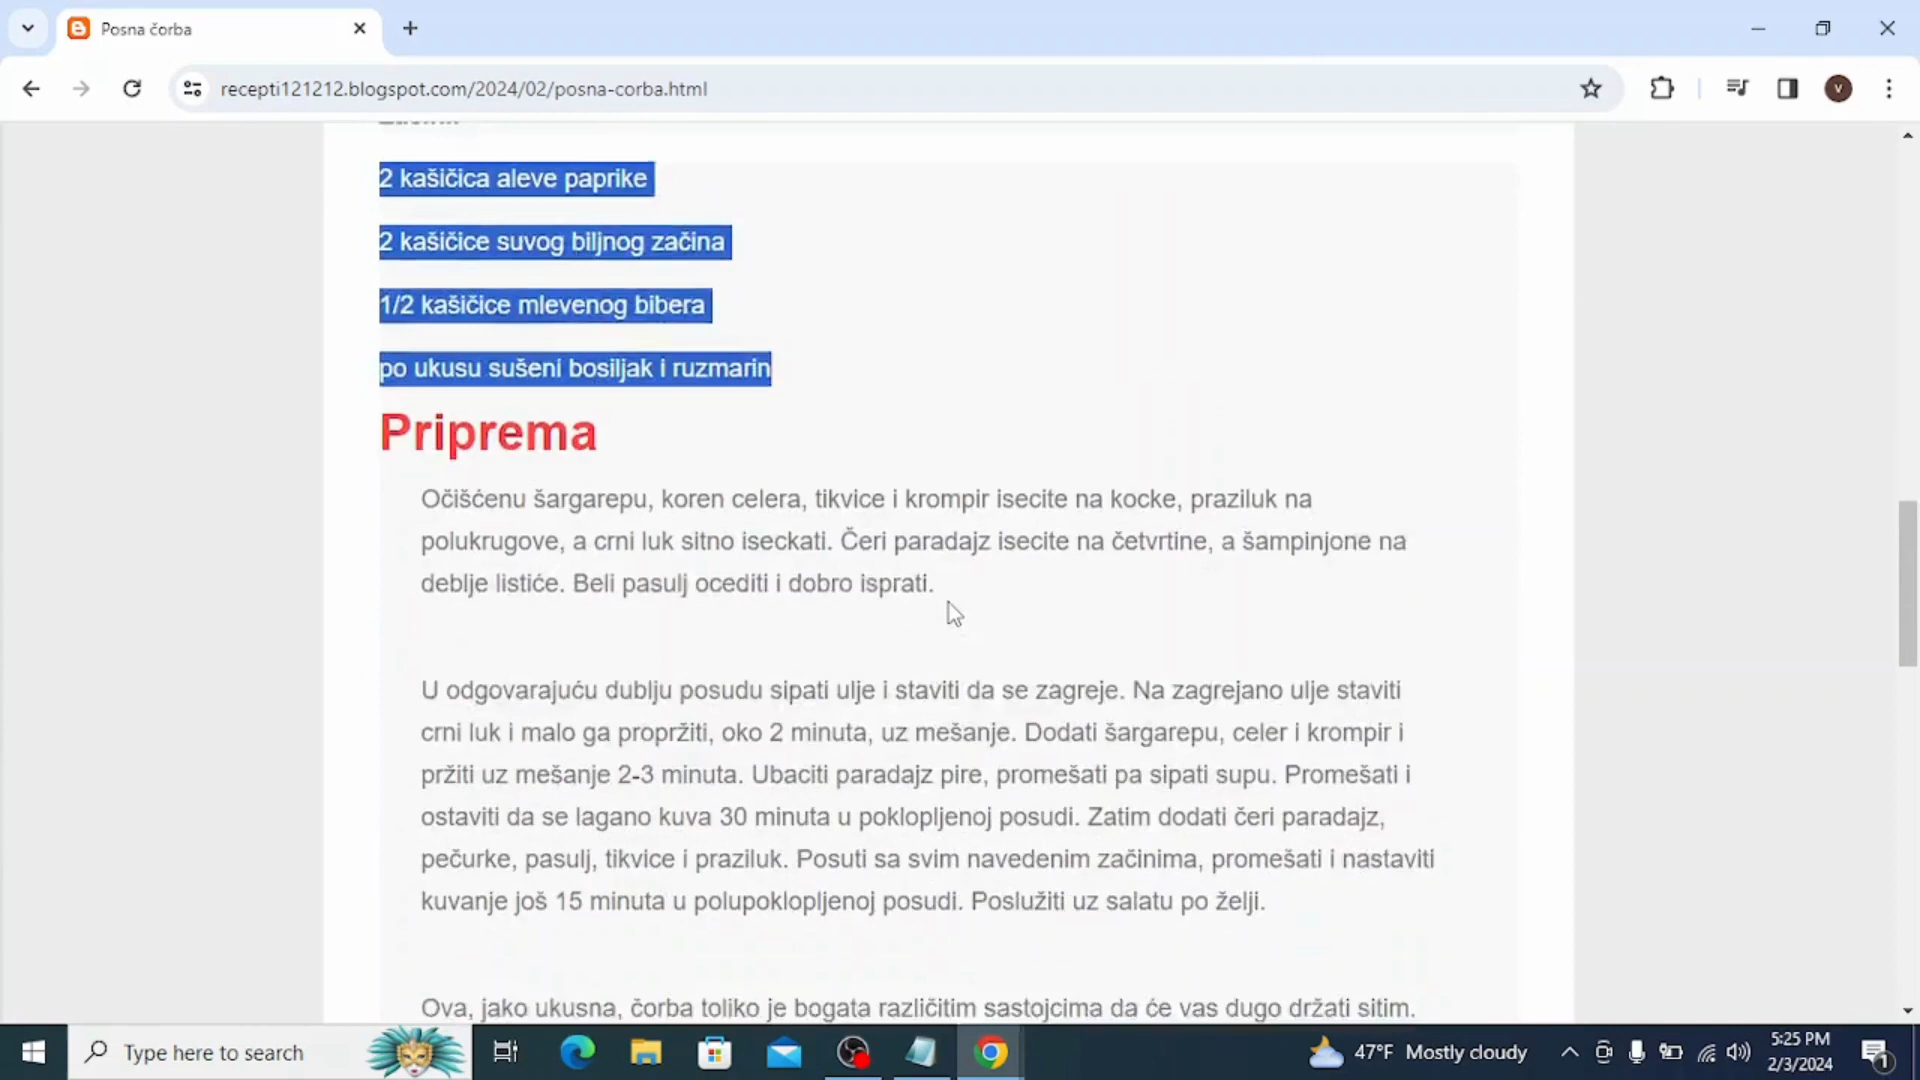 Posna čorba
recepti121212.blogspot.com/2024/02/posna-corba.html
V
2 kašičica aleve paprike
2 kašičice suvog biljnog začina
1/2 kašičice mlevenog bibera
po ukusu sušeni bosiljak i ruzmarin
Priprema
Očišćenu šargarepu, koren celera, tikvice i krompir isecite na kocke, praziluk na
polukrugove, a crni luk sitno iseckati. Čeri paradajz isecite na četvrtine, a šampinjone na
deblje listiće. Beli pasulj ocediti i dobro isprati.
U odgovarajuću dublju posudu sipati ulje i staviti da se zagreje. Na zagrejano ulje staviti
crni luk i malo ga propržiti, oko 2 minuta, uz mešanje. Dodati šargarepu, celer i krompir i
pržiti uz mešanje 2-3 minuta. Ubaciti paradajz pire, promešati pa sipati supu. Promešati i
ostaviti da se lagano kuva 30 minuta u poklopljenoj posudi. Zatim dodati čeri paradajz,
pečurke, pasulj, tikvice i praziluk. Posuti sa svim navedenim začinima, promešati i nastaviti
kuvanje još 15 minuta u polupoklopljenoj posudi. Poslužiti uz salatu po želji.
Ova, jako ukusna, čorba toliko je bogata različitim sastojcima da će vas dugo držati sitim.
Type here to search
47°F Mostly cloudy
5:25 PM
2/3/2024
1